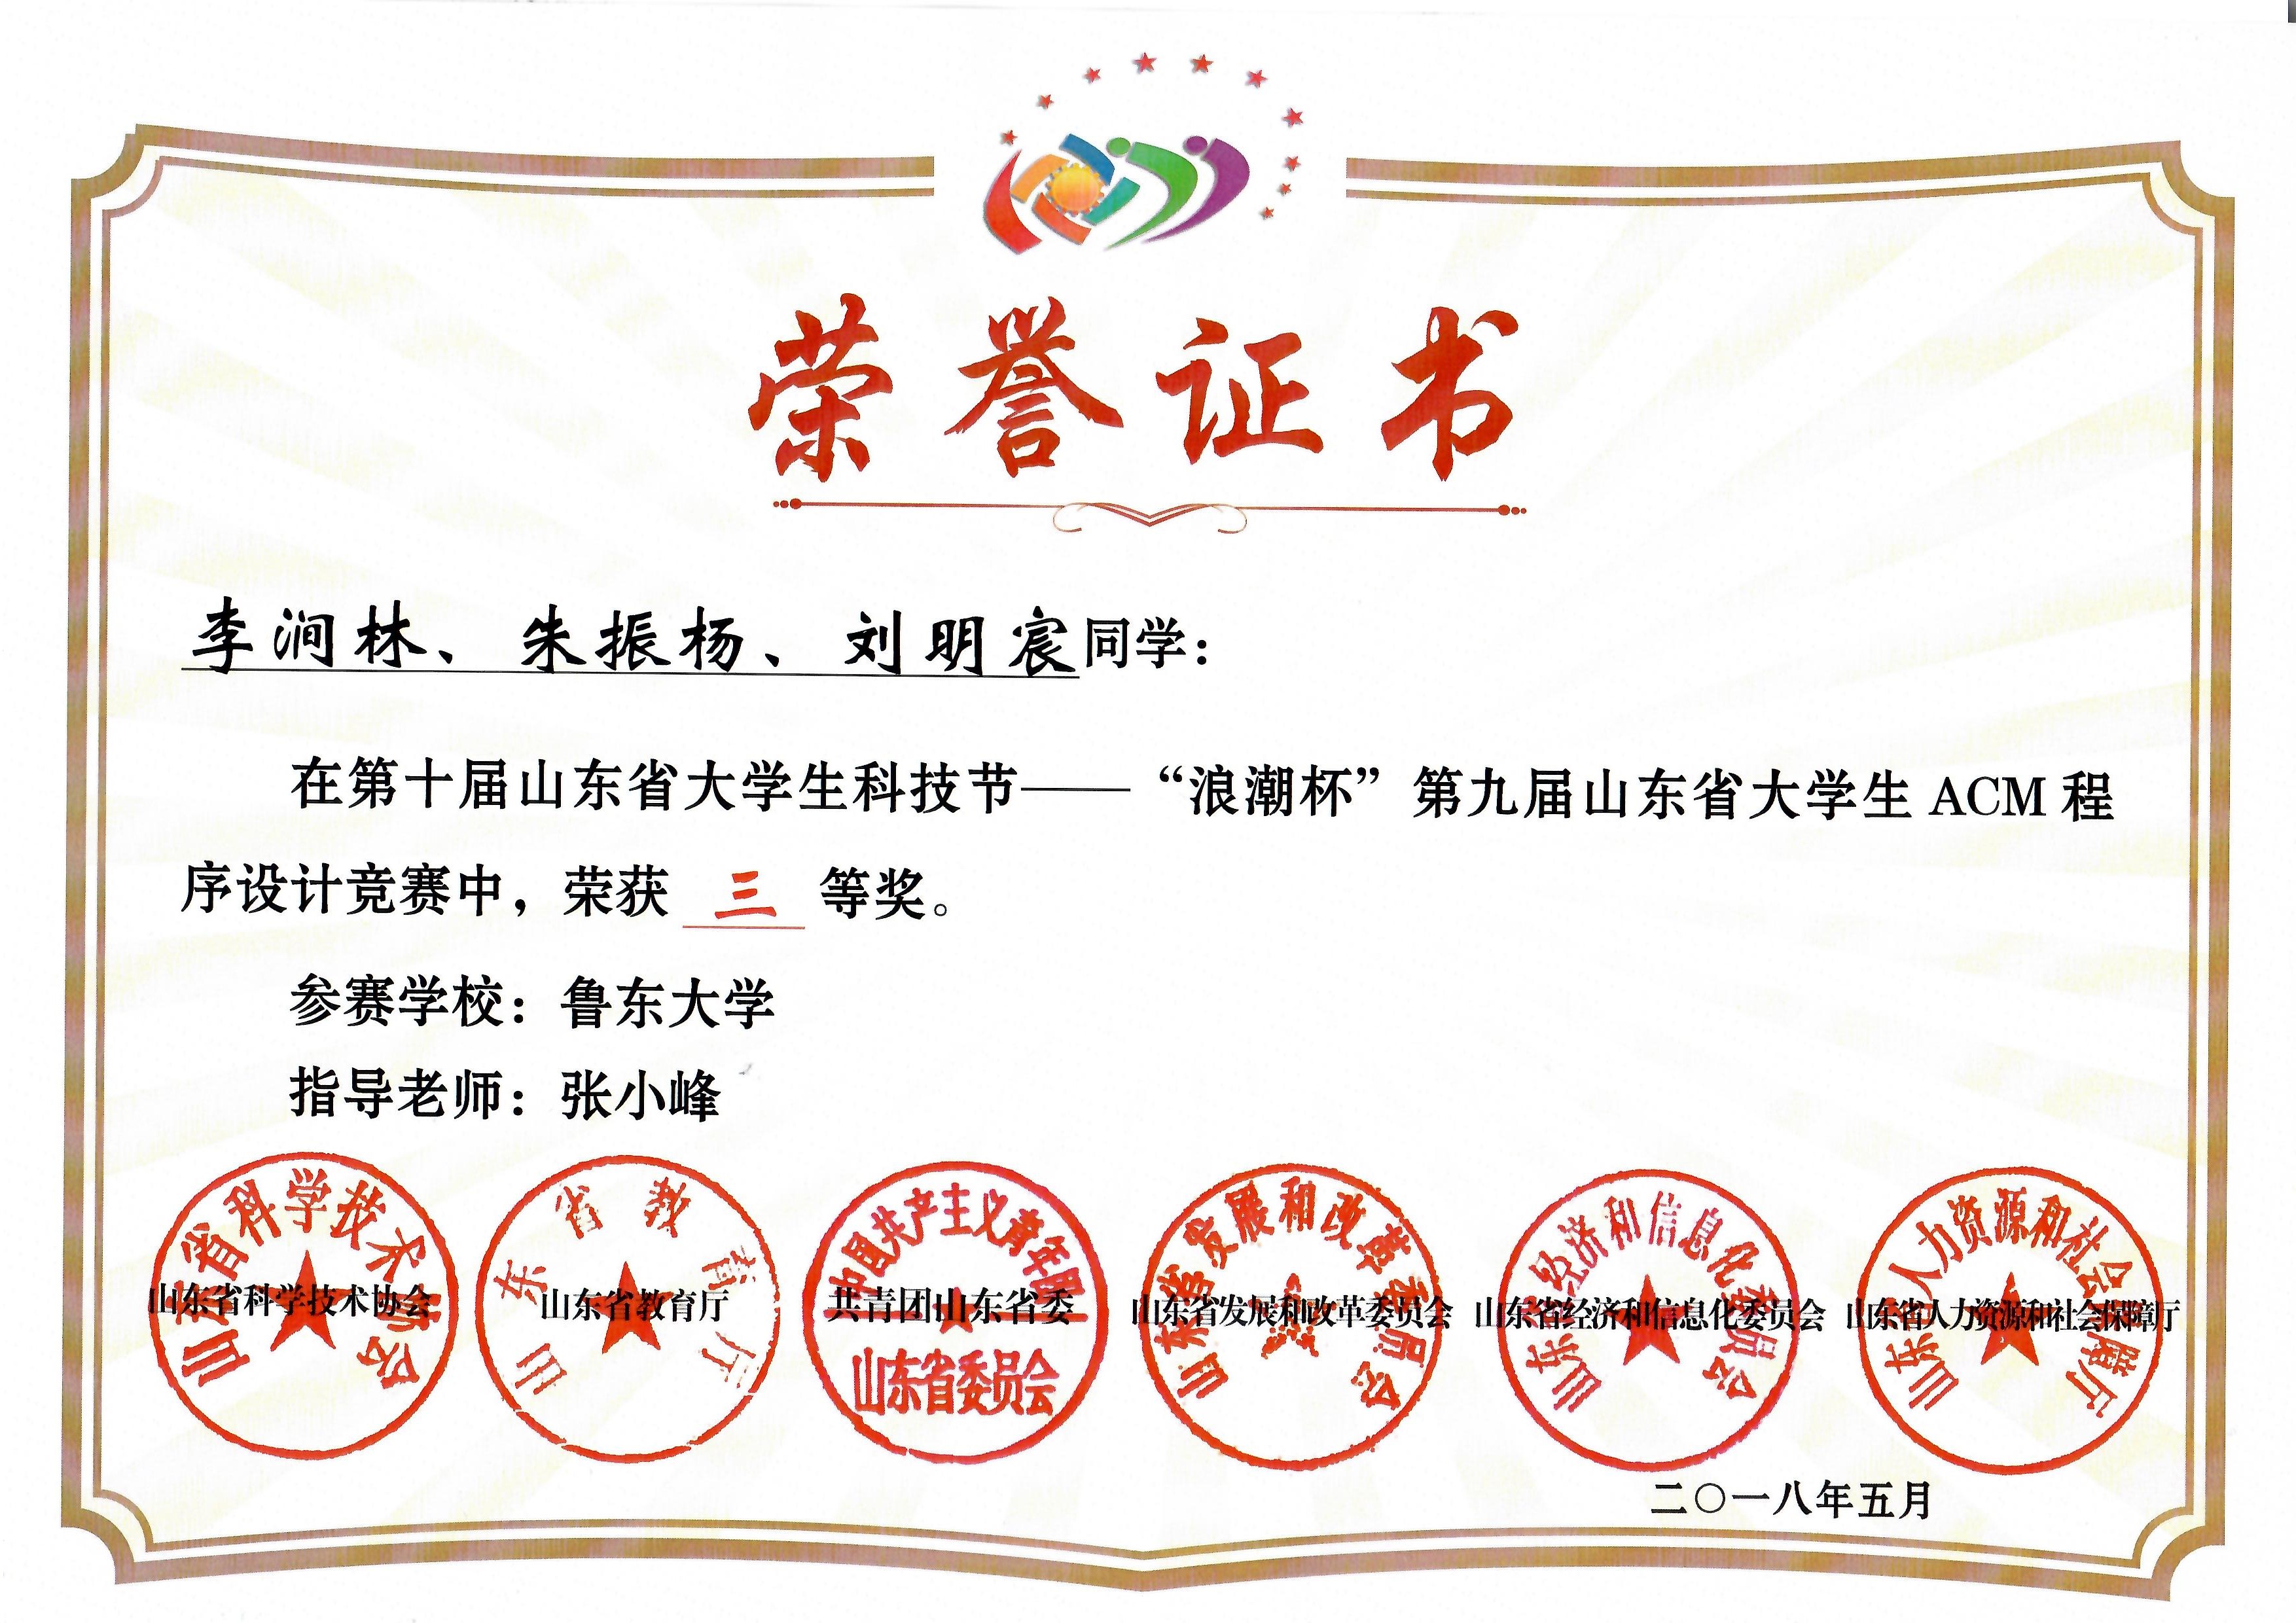 荣誉证书
李涧林、朱振杨、刘明宸同学：
在第十届山东省大学生科技节——“浪潮杯”第九届山东省大学生 ACM 程
序设计竞赛中，荣获 三 等奖。
参赛学校：鲁东大学
指导老师：张小峰
山东省科学技术协会
山东省科学技术协会
山东省教育厅
山东省教育厅
中国共产主义青年团
共青团山东省委
山东省委员会
山东省发展和改革委员会
山东省发展和改革委员会
山东省经济和信息化委员会
山东省经济和信息化委员会
山东省人力资源和社会保障厅
山东省人力资源和社会保障厅
二〇一八年五月